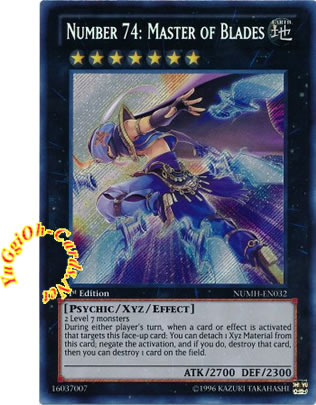 NUMBER 74: MASTER OF BLADES
EARTH
地
YuGgiOh-Cards.Net
1st Edition
NUMH-EN032
[PSYCHIC/XYZ/EFFECT]
2 Level 7 monsters
During either player's turn, when a card or effect is activated
that targets this face-up card: You can detach 1 Xyz Material from
this card; negate the activation, and if you do, destroy that card,
then you can destroy 1 card on the field.
ATK/2700 DEF/2300
16037007
©1996 KAZUKI TAKAHASHI